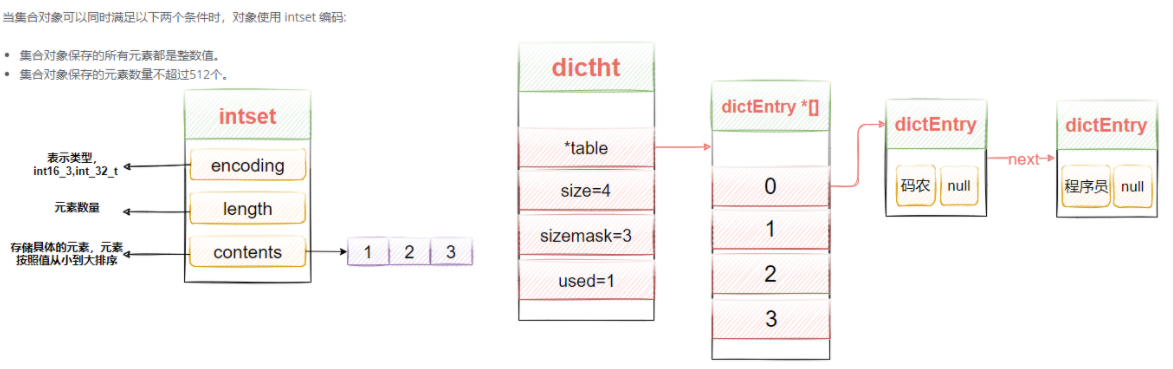 当集合对象可以同时满足以下两个条件时，对象使用 intset 编码:
集合对象保存的所有元素都是整数值。
集合对象保存的元素数量不超过512个。
intset
表示类型，
int16_3,int_32_t
encoding
元素数量
length
存储具体的元素，元素
按照值从小到大排序
contents
1 2 3
dictht
*table
size=4
sizemask=3
used=1
dictEntry *[]
0
1
2
3
dictEntry
码农 null
next
dictEntry
程序员 null